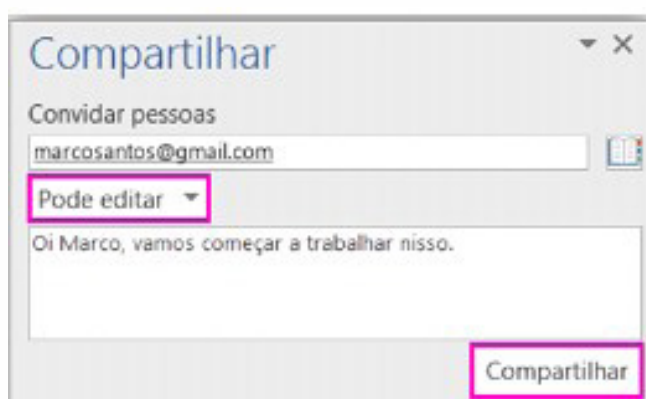 Compartilhar
Convidar pessoas
marcosantos@gmail.com
Pode editar
Oi Marco, vamos começar a trabalhar nisso.
Compartilhar